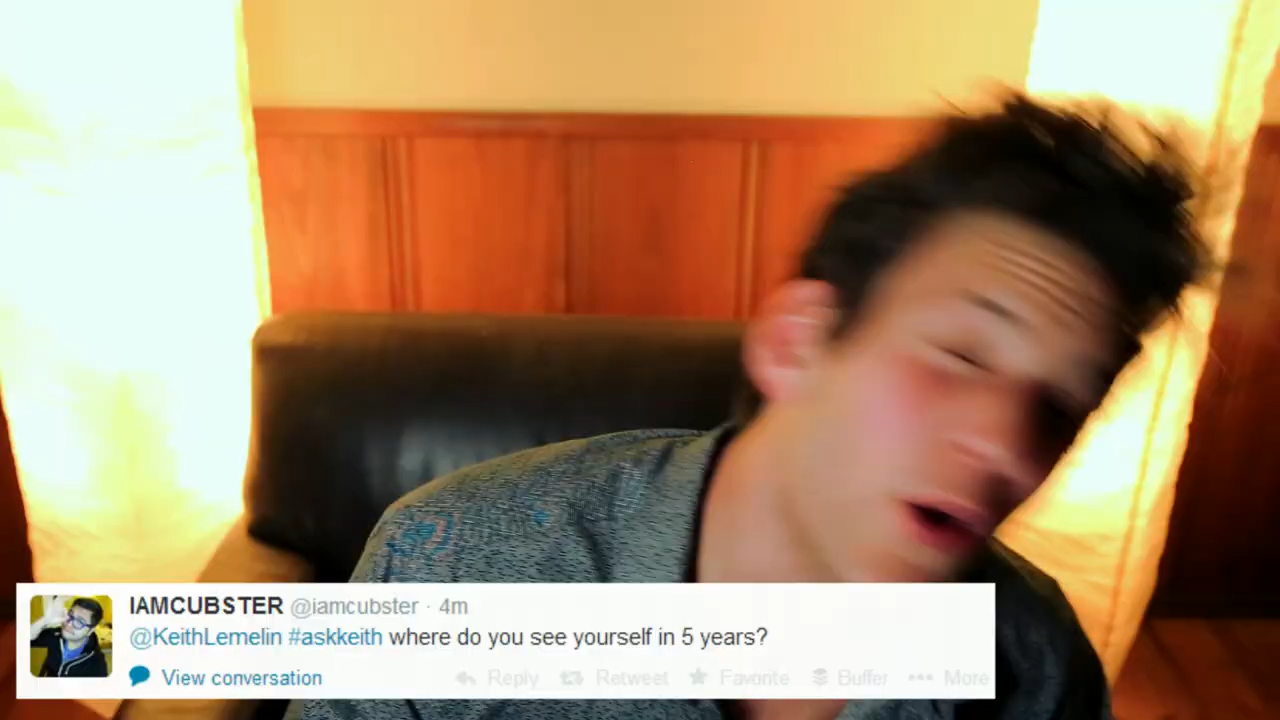 IAMCUBSTER @iamcubster · 4m
@KeithLemelin #askkeith where do you see yourself in 5 years?
View conversation Reply Retweet Favorite Buffer More